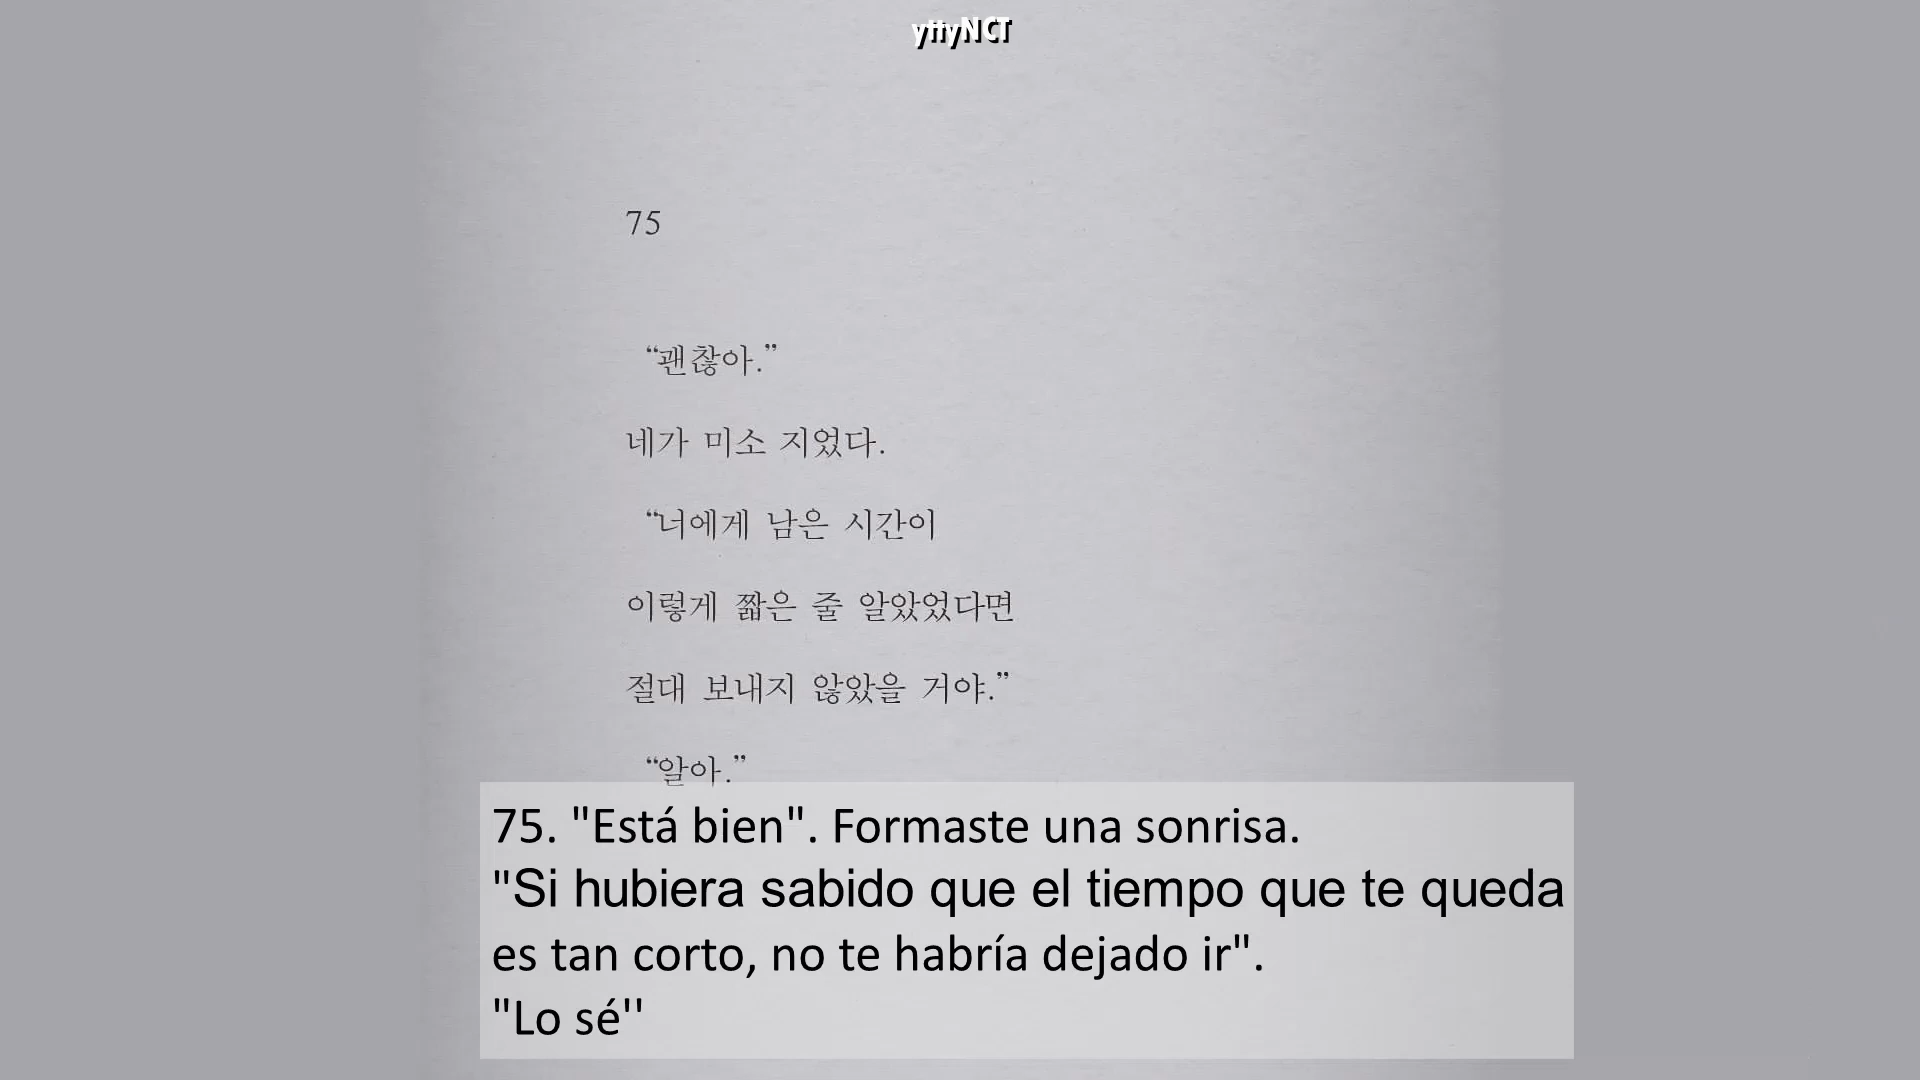 yttyNCT
75
“괜찮아.”
네가 미소 지었다.
“너에게 남은 시간이
이렇게 짧은 줄 알았었다면
절대 보내지 않았을 거야.”
“알아.”
75. "Está bien". Formaste una sonrisa.
"Si hubiera sabido que el tiempo que te queda
es tan corto, no te habría dejado ir".
"Lo sé''